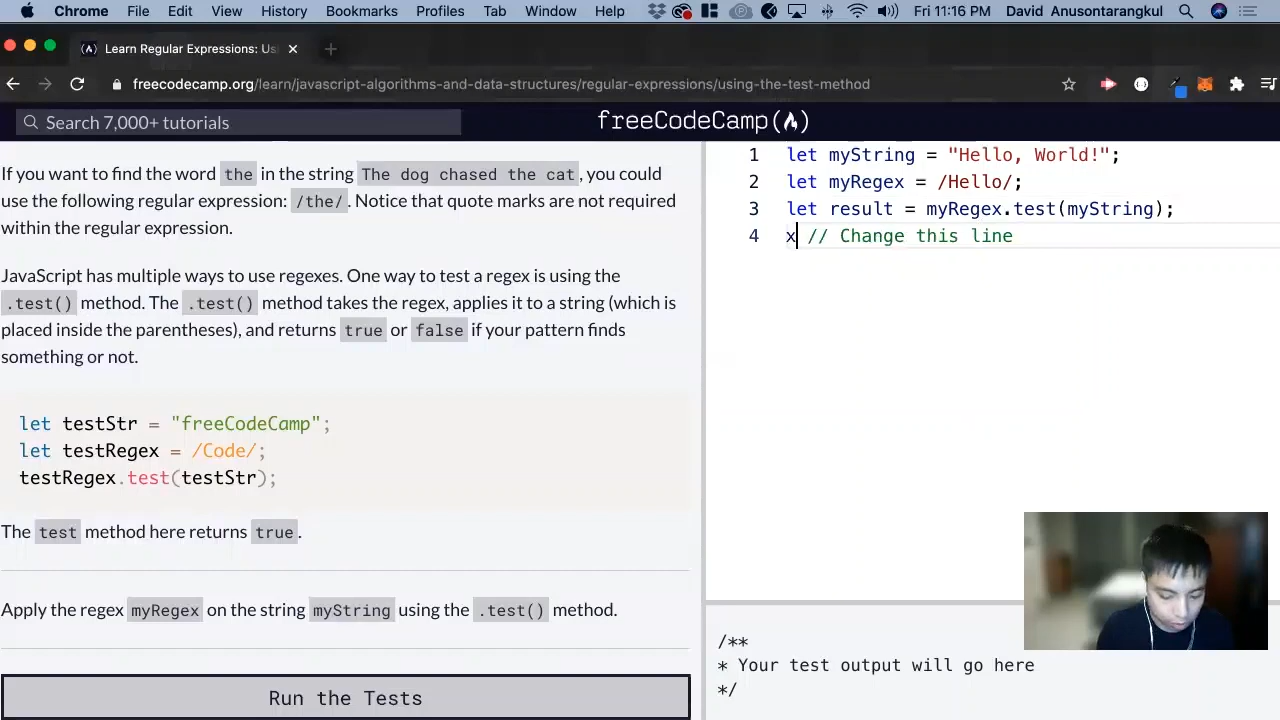 Chrome File Edit View History Bookmarks Profiles Tab Window Help Fri 11:16 PM David Anusontarangkul
Learn Regular Expressions: Us
freecodecamp.org/learn/javascript-algorithms-and-data-structures/regular-expressions/using-the-test-method
Search 7,000+ tutorials
freeCodeCamp
If you want to find the word the in the string The dog chased the cat, you could
use the following regular expression: /the/. Notice that quote marks are not required
within the regular expression.
JavaScript has multiple ways to use regexes. One way to test a regex is using the
.test() method. The .test() method takes the regex, applies it to a string (which is
placed inside the parentheses), and returns true or false if your pattern finds
something or not.
let testStr = "freeCodeCamp";
let testRegex = /Code/;
testRegex.test(testStr);
The test method here returns true.
Apply the regex myRegex on the string myString using the .test() method.
Run the Tests
1 let myString = "Hello, World!";
2 let myRegex = /Hello/;
3 let result = myRegex.test(myString);
4 x // Change this line
/**
* Your test output will go here
*/